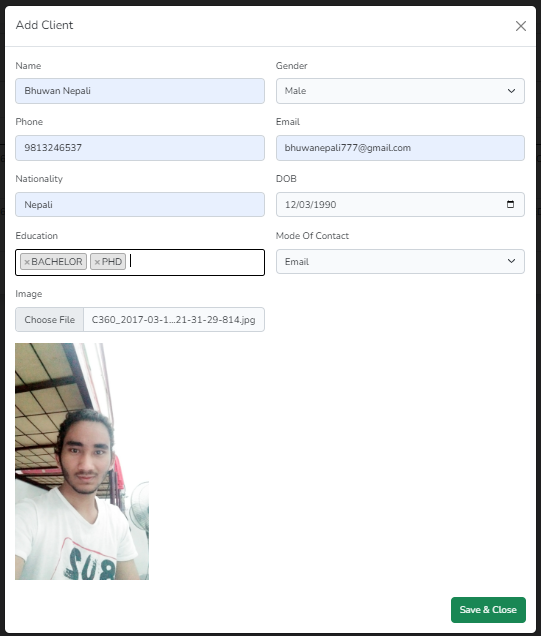 Add Client
Name
Gender
Bhuwan Nepali
Male
Phone
Email
9813246537
bhuwanepali777@gmail.com
Nationality
DOB
Nepali
12/03/1990
Education
Mode Of Contact
×BACHELOR ×PHD
Email
Image
Choose File C360_2017-03-1...21-31-29-814.jpg
Save & Close